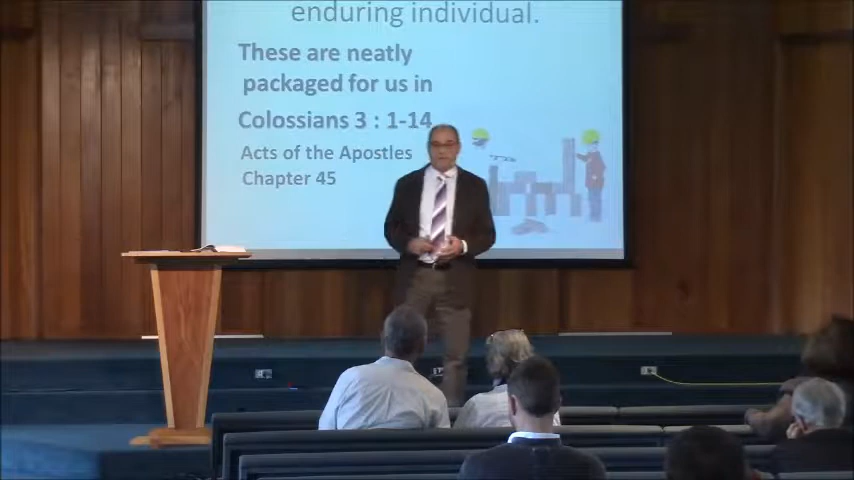 enduring individual.
These are neatly
packaged for us in
Colossians 3 : 1-14
Acts of the Apostles
Chapter 45